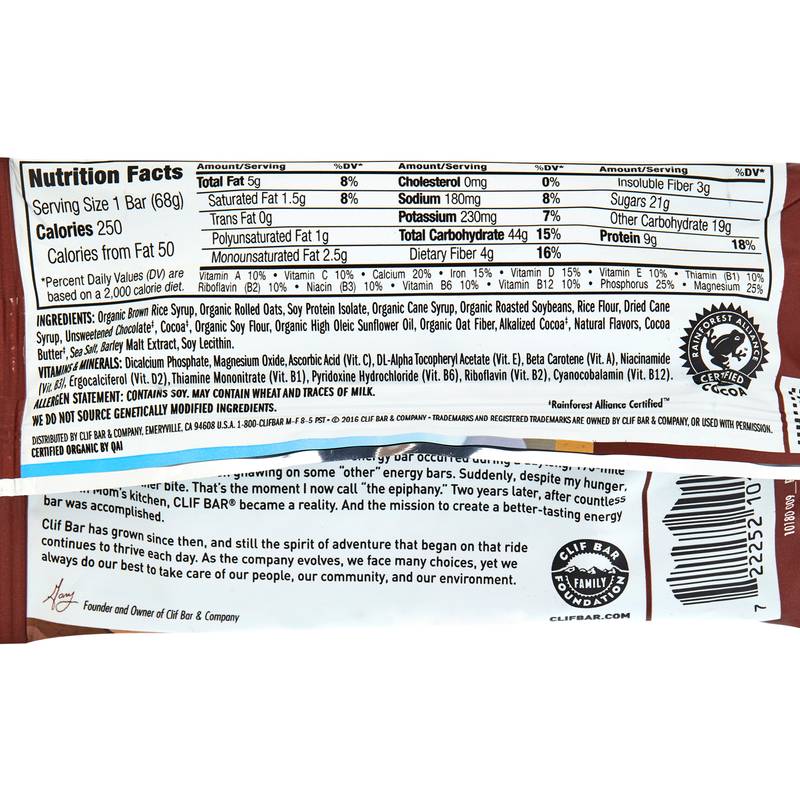 Nutrition Facts
Serving Size 1 Bar (68g)
Calories 250
Calories from Fat 50
*Percent Daily Values (DV) are
based on a 2,000 calorie diet.
Amount/Serving %DV*
Total Fat 5g 8%
Saturated Fat 1.5g 8%
Trans Fat 0g
Polyunsaturated Fat 1g
Monounsaturated Fat 2.5g
Amount/Serving %DV*
Cholesterol 0mg 0%
Sodium 180mg 8%
Potassium 230mg 7%
Total Carbohydrate 44g 15%
Dietary Fiber 4g 16%
Amount/Serving %DV*
Insoluble Fiber 3g
Sugars 21g
Other Carbohydrate 19g
Protein 9g 18%
Vitamin A 10% • Vitamin C 10% • Calcium 20% • Iron 15% • Vitamin D 15% • Vitamin E 10% • Thiamin (B1) 10%
Riboflavin (B2) 10% • Niacin (B3) 10% • Vitamin B6 10% • Vitamin B12 10% • Phosphorus 25% • Magnesium 25%
INGREDIENTS: Organic Brown Rice Syrup, Organic Rolled Oats, Soy Protein Isolate, Organic Cane Syrup, Organic Roasted Soybeans, Rice Flour, Dried Cane
Syrup, Unsweetened Chocolate‡, Cocoa‡, Organic Soy Flour, Organic High Oleic Sunflower Oil, Organic Oat Fiber, Alkalized Cocoa‡, Natural Flavors, Cocoa
Butter‡, Sea Salt, Barley Malt Extract, Soy Lecithin.
VITAMINS & MINERALS: Dicalcium Phosphate, Magnesium Oxide, Ascorbic Acid (Vit. C), DL-Alpha Tocopheryl Acetate (Vit. E), Beta Carotene (Vit. A), Niacinamide
(Vit. B3), Ergocalciferol (Vit. D2), Thiamine Mononitrate (Vit. B1), Pyridoxine Hydrochloride (Vit. B6), Riboflavin (Vit. B2), Cyanocobalamin (Vit. B12).
ALLERGEN STATEMENT: CONTAINS SOY. MAY CONTAIN WHEAT AND TRACES OF MILK.
WE DO NOT SOURCE GENETICALLY MODIFIED INGREDIENTS.
‡Rainforest Alliance Certified™
DISTRIBUTED BY CLIF BAR & COMPANY, EMERYVILLE, CA 94608 U.S.A. 1-800-CLIFBAR M-F 8-5 PST • © 2016 CLIF BAR & COMPANY • TRADEMARKS AND REGISTERED TRADEMARKS ARE OWNED BY CLIF BAR & COMPANY, OR USED WITH PERMISSION.
CERTIFIED ORGANIC BY QAI
RAINFOREST ALLIANCE
CERTIFIED
COCOA
energy bar occurred during a
gnawing on some "other" energy bars. Suddenly, despite my hunger,
bite. That's the moment I now call "the epiphany." Two years later, after countless
Mom's kitchen, CLIF BAR® became a reality. And the mission to create a better-tasting energy
bar was accomplished.
Clif Bar has grown since then, and still the spirit of adventure that began on that ride
continues to thrive each day. As the company evolves, we face many choices, yet we
always do our best to take care of our people, our community, and our environment.
Gary
Founder and Owner of Clif Bar & Company
CLIF BAR
FAMILY
FOUNDATION
CLIFBAR.COM
7 22252 10
10180 009